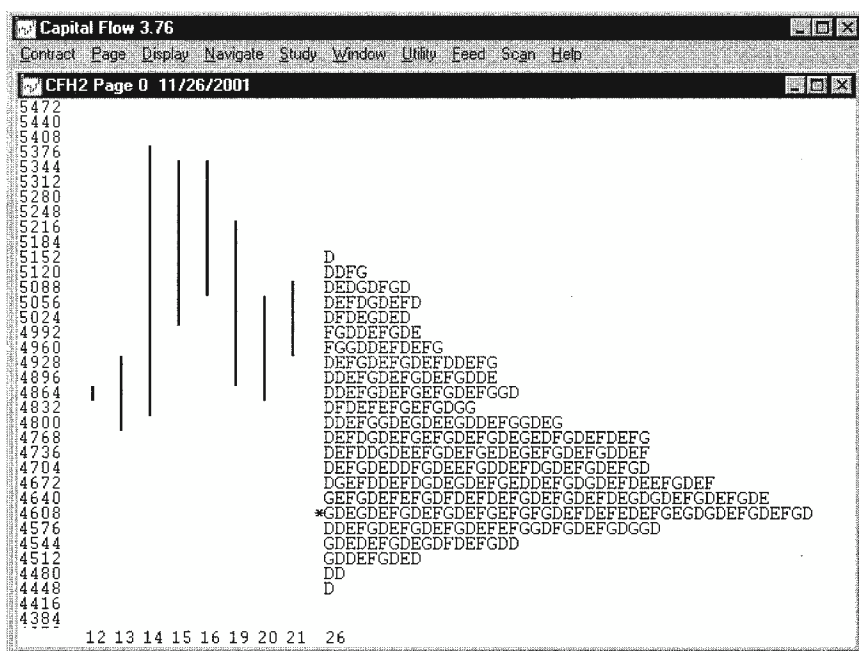 Capital Flow 3.76
Contract Page Display Navigate Study Window Utility Feed Scan Help
CFH2 Page 0 11/26/2001
5472
5440
5408
5376
5344
5312
5280
5248
5216
5184
5152 D
5120 DDFG
5088 DEDGDFGD
5056 DEFDGDEFD
5024 DFDEGDED
4992 FGDDEFGDE
4960 FGGDDEFDEFG
4928 DEFGDEFGDEFDDEFG
4896 DDEFGDEFGDEFGDDE
4864 DDEFGDEFGEFGDEFGGD
4832 DFDEFEFGEFGDGG
4800 DDEFGGDEGDEEGDDEFGGDEG
4768 DEFDGDEFGEFGDEFGDEGEDFGDEFDEFG
4736 DEFDDGDEEFGDEFGEDEGEFGDEFGDDEF
4704 DEFGDEDDFGDEEFGDDEFDGDEFGDEFGD
4672 DGEFDDEFDGDEGDEFGEDDEFGDGDEFDEEFGDEF
4640 GEFGDEFEFGDFDEFDEFGDEFGDEFDEGDGDEFGDEFGDE
4608 *GDEGDEFGDEFGDEFGEFGFGDEFDEFEDEFGEGDGDEFGDEFGD
4576 DDEFGDEFGDEFGDEFEFGGDFGDEFGDGGD
4544 GDEDEFGDEGDFDEFGDD
4512 GDDEFGDED
4480 DD
4448 D
4416
4384
12 13 14 15 16 19 20 21 26